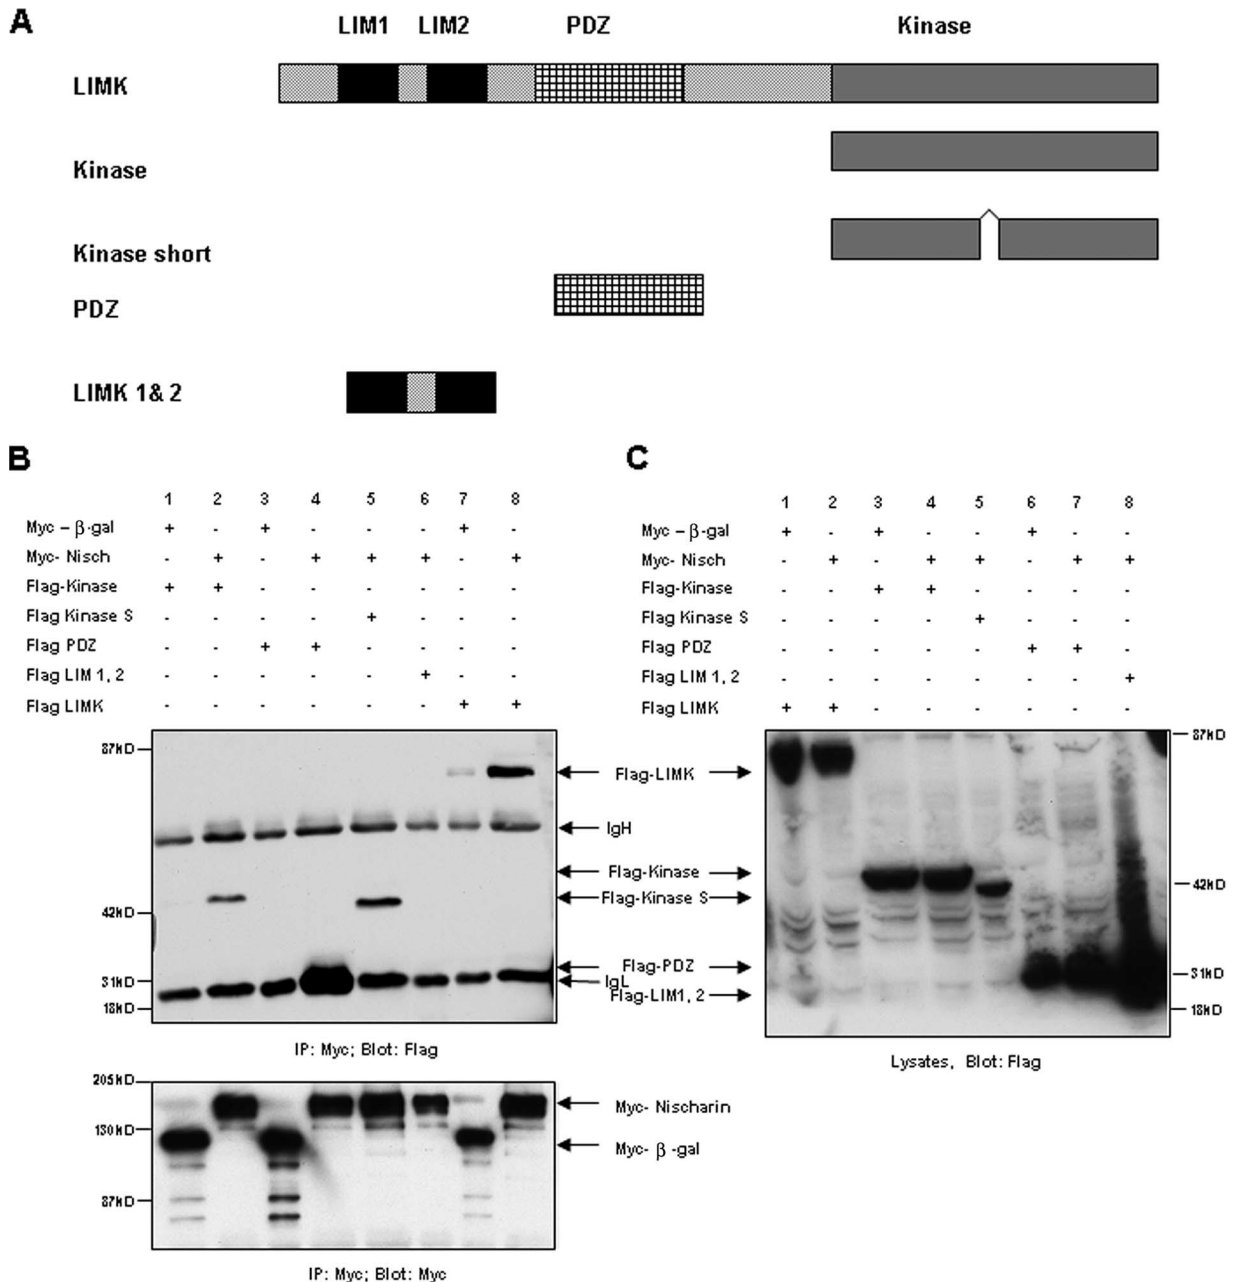 A
LIM1 LIM2 PDZ Kinase
LIMK
Kinase
Kinase short
PDZ
LIMK 1& 2
B
1 2 3 4 5 6 7 8
Myc – β-gal + - + - - - + -
Myc- Nisch - + - + + + - +
Flag-Kinase + + - - - - - -
Flag Kinase S - - - - + - - -
Flag PDZ - - + + - - - -
Flag LIM 1, 2 - - - - - + - -
Flag LIMK - - - - - - + +
87kD
42kD
31kD
18kD
IP: Myc; Blot: Flag
Flag-LIMK
IgH
Flag-Kinase
Flag-Kinase S
Flag-PDZ
IgL
Flag-LIM1, 2
205kD
130kD
87kD
Myc- Nischarin
Myc- β -gal
IP: Myc; Blot: Myc
C
1 2 3 4 5 6 7 8
Myc – β-gal + - + - - + - -
Myc- Nisch - + - + + - + +
Flag-Kinase - - + + - - - -
Flag Kinase S - - - - + - - -
Flag PDZ - - - - - + + -
Flag LIM 1, 2 - - - - - - - +
Flag LIMK + + - - - - - -
87kD
42kD
31kD
18kD
Lysates, Blot: Flag